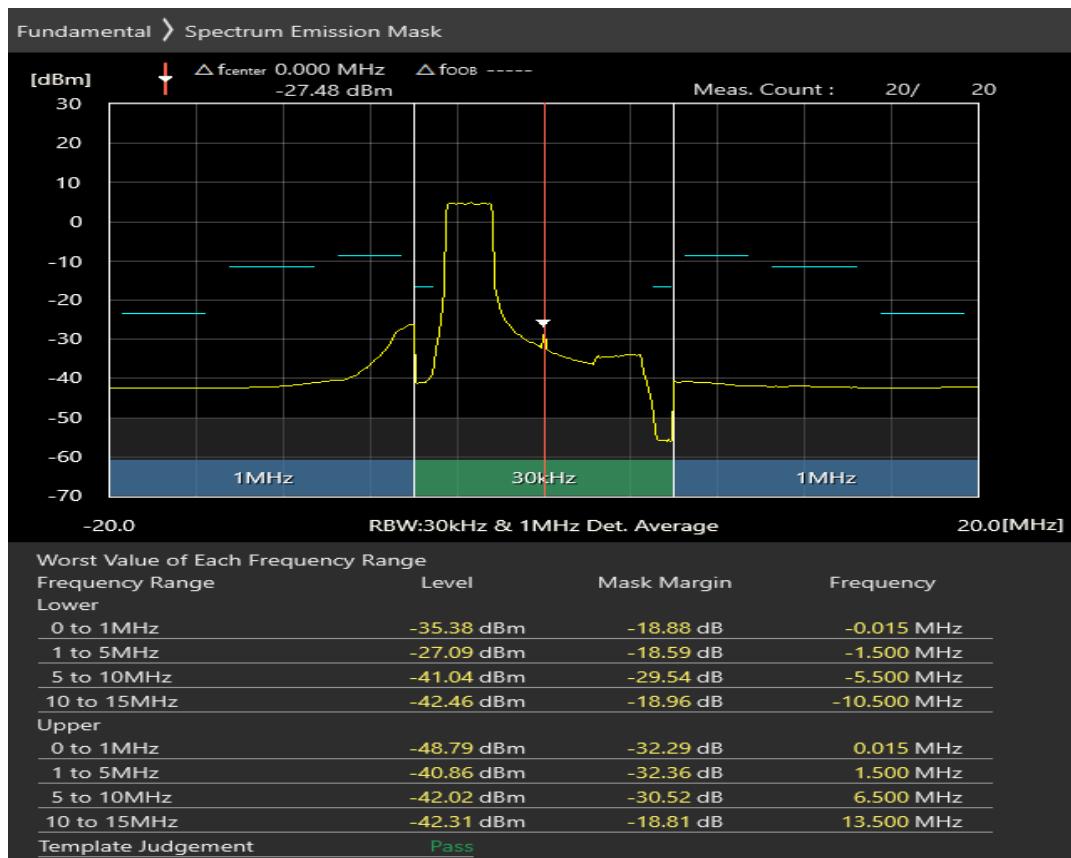 Fundamental ❯ Spectrum Emission Mask
[dBm] △ fcenter 0.000 MHz △ fOOB -----
-27.48 dBm Meas. Count : 20/ 20
30
20
10
0
-10
-20
-30
-40
-50
-60
1MHz 30kHz 1MHz
-70
-20.0 RBW:30kHz & 1MHz Det. Average 20.0[MHz]
Worst Value of Each Frequency Range
Frequency Range Level Mask Margin Frequency
Lower
0 to 1MHz -35.38 dBm -18.88 dB -0.015 MHz
1 to 5MHz -27.09 dBm -18.59 dB -1.500 MHz
5 to 10MHz -41.04 dBm -29.54 dB -5.500 MHz
10 to 15MHz -42.46 dBm -18.96 dB -10.500 MHz
Upper
0 to 1MHz -48.79 dBm -32.29 dB 0.015 MHz
1 to 5MHz -40.86 dBm -32.36 dB 1.500 MHz
5 to 10MHz -42.02 dBm -30.52 dB 6.500 MHz
10 to 15MHz -42.31 dBm -18.81 dB 13.500 MHz
Template Judgement Pass